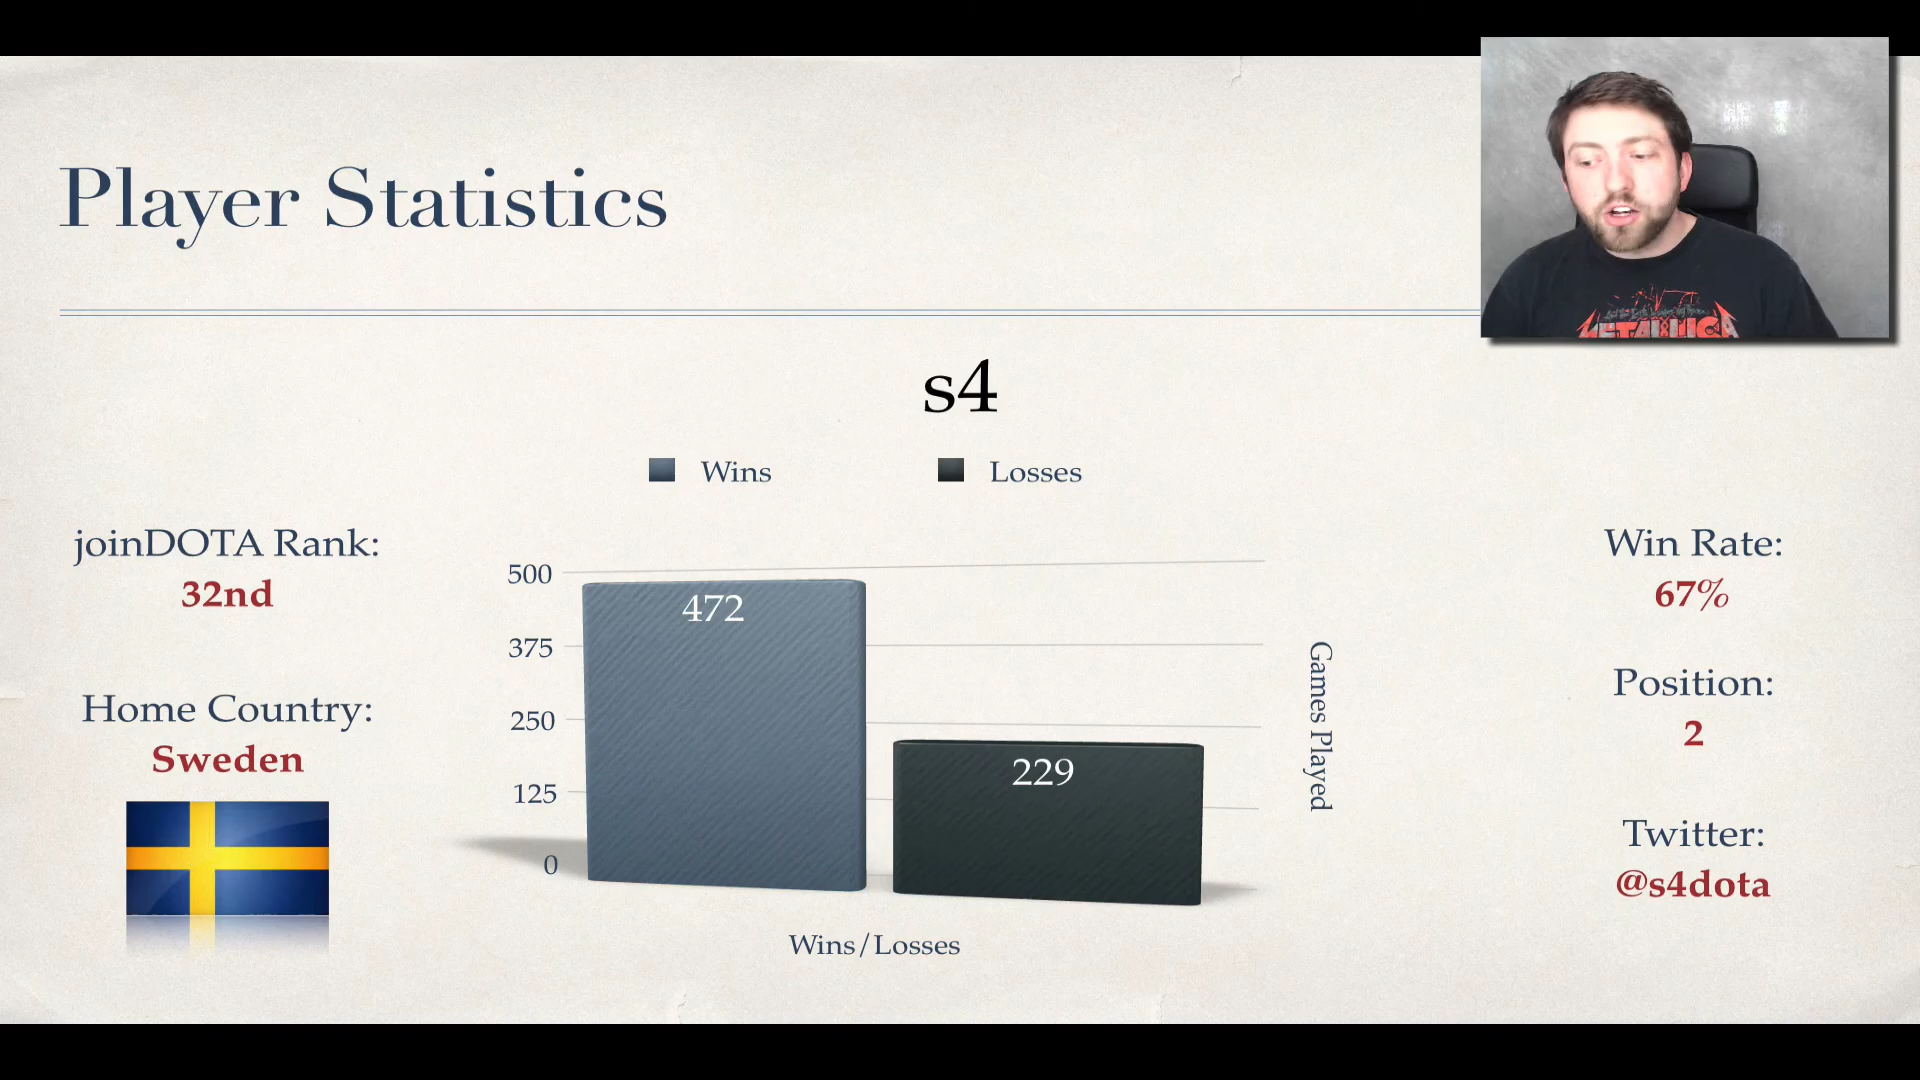 Player Statistics
METALLICA
s4
Wins
Losses
joinDOTA Rank:
32nd
Home Country:
Sweden
500
375
250
125
0
472
229
Wins/Losses
Games Played
Win Rate:
67%
Position:
2
Twitter:
@s4dota